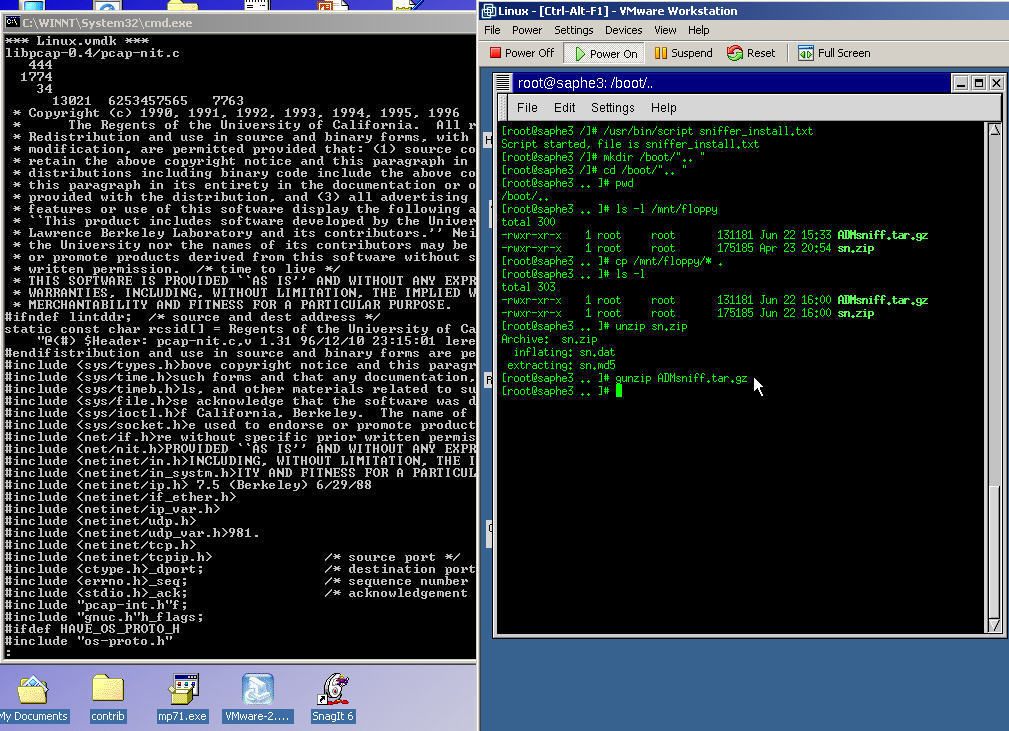 C:\WINNT\System32\cmd.exe
*** Linux.vmdk ***
libpcap-0.4/pcap-nit.c
444
1774
34
13021 6253457565 7763
* Copyright (c) 1990, 1991, 1992, 1993, 1994, 1995, 1996
* The Regents of the University of California. All r
* Redistribution and use in source and binary forms, with
* modification, are permitted provided that: (1) source co
* retain the above copyright notice and this paragraph in
* distributions including binary code include the above co
* this paragraph in its entirety in the documentation or o
* provided with the distribution, and (3) all advertising
* features or use of this software display the following a
* ``This product includes software developed by the Univer
* Lawrence Berkeley Laboratory and its contributors.'' Nei
* the University nor the names of its contributors may be
* or promote products derived from this software without s
* written permission. /* time to live */
* THIS SOFTWARE IS PROVIDED ``AS IS'' AND WITHOUT ANY EXPR
* WARRANTIES, INCLUDING, WITHOUT LIMITATION, THE IMPLIED W
* MERCHANTABILITY AND FITNESS FOR A PARTICULAR PURPOSE.
#ifndef lintddr; /* source and dest address */
static const char rcsid[] = Regents of the University of Ca
"@(#) $Header: pcap-nit.c,v 1.31 96/12/10 23:15:01 lere
#endifistribution and use in source and binary forms are pe
#include <sys/types.h>bove copyright notice and this paragr
#include <sys/time.h>such forms and that any documentation,
#include <sys/timeb.h>ls, and other materials related to su
#include <sys/file.h>se acknowledge that the software was d
#include <sys/ioctl.h>f California, Berkeley. The name of
#include <sys/socket.h>e used to endorse or promote product
#include <net/if.h>re without specific prior written permis
#include <net/nit.h>PROVIDED ``AS IS'' AND WITHOUT ANY EXPR
#include <netinet/in.h>INCLUDING, WITHOUT LIMITATION, THE I
#include <netinet/in_systm.h>ITY AND FITNESS FOR A PARTICUL
#include <netinet/ip.h> 7.5 (Berkeley) 6/29/88
#include <netinet/if_ether.h>
#include <netinet/ip_var.h>
#include <netinet/udp.h>
#include <netinet/udp_var.h>981.
#include <netinet/tcp.h>
#include <netinet/tcpip.h> /* source port */
#include <ctype.h>_dport; /* destination port
#include <errno.h>_seq; /* sequence number
#include <stdio.h>_ack; /* acknowledgement
#include "pcap-int.h"f;
#include "gnuc.h"h_flags;
#ifdef HAVE_OS_PROTO_H
#include "os-proto.h"
:
My Documents
contrib
mp71.exe
VMware-2....
SnagIt 6
Linux - [Ctrl-Alt-F1] - VMware Workstation
File Power Settings Devices View Help
Power Off Power On Suspend Reset Full Screen
root@saphe3: /boot/..
File Edit Settings Help
[root@saphe3 /]# /usr/bin/script sniffer_install.txt
Script started, file is sniffer_install.txt
[root@saphe3 /]# mkdir /boot/".. "
[root@saphe3 /]# cd /boot/".. "
[root@saphe3 .. ]# pwd
/boot/..
[root@saphe3 .. ]# ls -l /mnt/floppy
total 300
-rwxr-xr-x 1 root root 131181 Jun 22 15:33 ADMsniff.tar.gz
-rwxr-xr-x 1 root root 175185 Apr 23 20:54 sn.zip
[root@saphe3 .. ]# cp /mnt/floppy/* .
[root@saphe3 .. ]# ls -l
total 303
-rwxr-xr-x 1 root root 131181 Jun 22 16:00 ADMsniff.tar.gz
-rwxr-xr-x 1 root root 175185 Jun 22 16:00 sn.zip
[root@saphe3 .. ]# unzip sn.zip
Archive: sn.zip
inflating: sn.dat
extracting: sn.md5
[root@saphe3 .. ]# gunzip ADMsniff.tar.gz
[root@saphe3 .. ]#